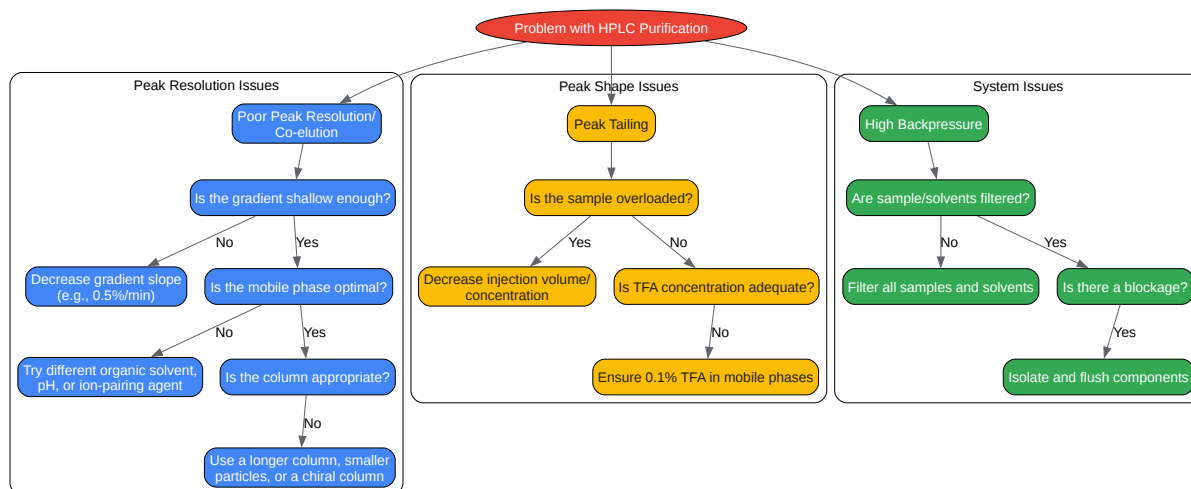 Problem with HPLC Purification
Peak Resolution Issues
Poor Peak Resolution/
Co-elution
Is the gradient shallow enough?
No
Yes
Decrease gradient slope
(e.g., 0.5%/min)
Is the mobile phase optimal?
No
Yes
Try different organic solvent,
pH, or ion-pairing agent
Is the column appropriate?
No
Use a longer column, smaller
particles, or a chiral column
Peak Shape Issues
Peak Tailing
Is the sample overloaded?
Yes
No
Decrease injection volume/
concentration
Is TFA concentration adequate?
No
Ensure 0.1% TFA in mobile phases
System Issues
High Backpressure
Are sample/solvents filtered?
No
Yes
Filter all samples and solvents
Is there a blockage?
Yes
Isolate and flush components